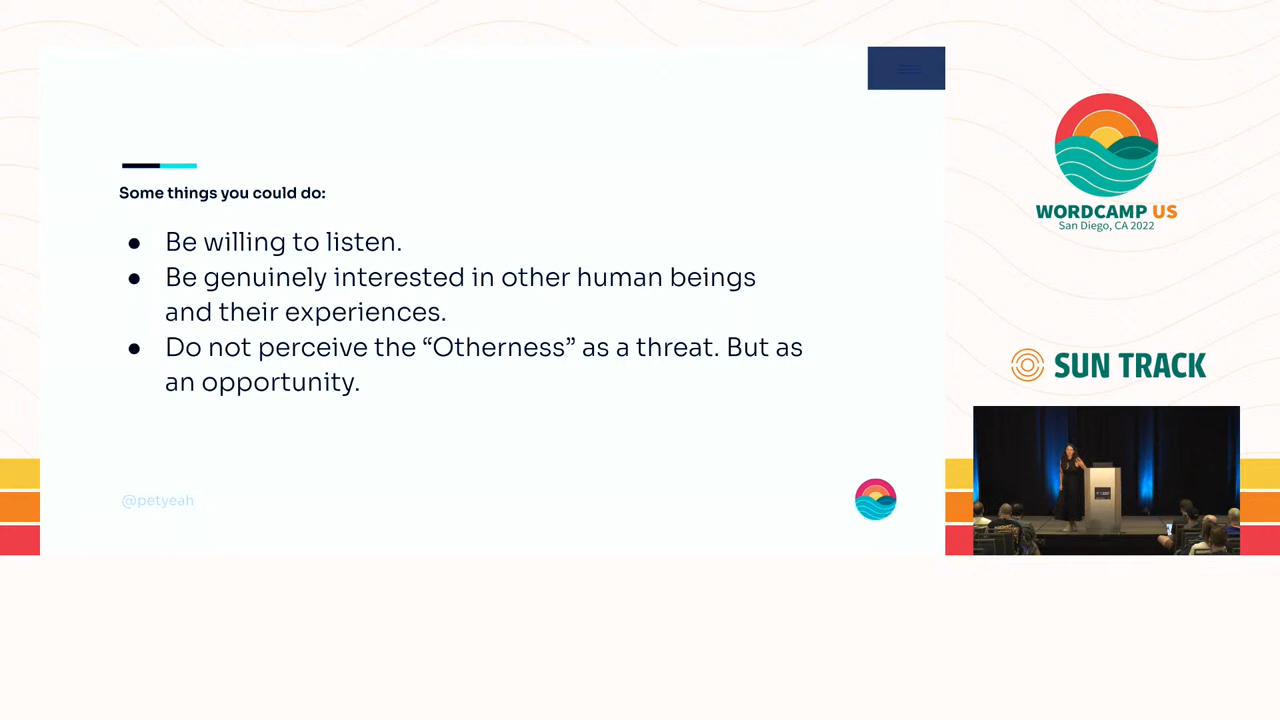 Some things you could do:
● Be willing to listen.
● Be genuinely interested in other human beings
and their experiences.
● Do not perceive the “Otherness” as a threat. But as
an opportunity.
@petyeah
WORDCAMP US
San Diego, CA 2022
SUN TRACK